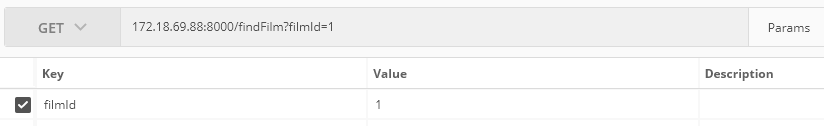 GET 172.18.69.88:8000/findFilm?filmId=1 Params
Key Value Description
filmId 1